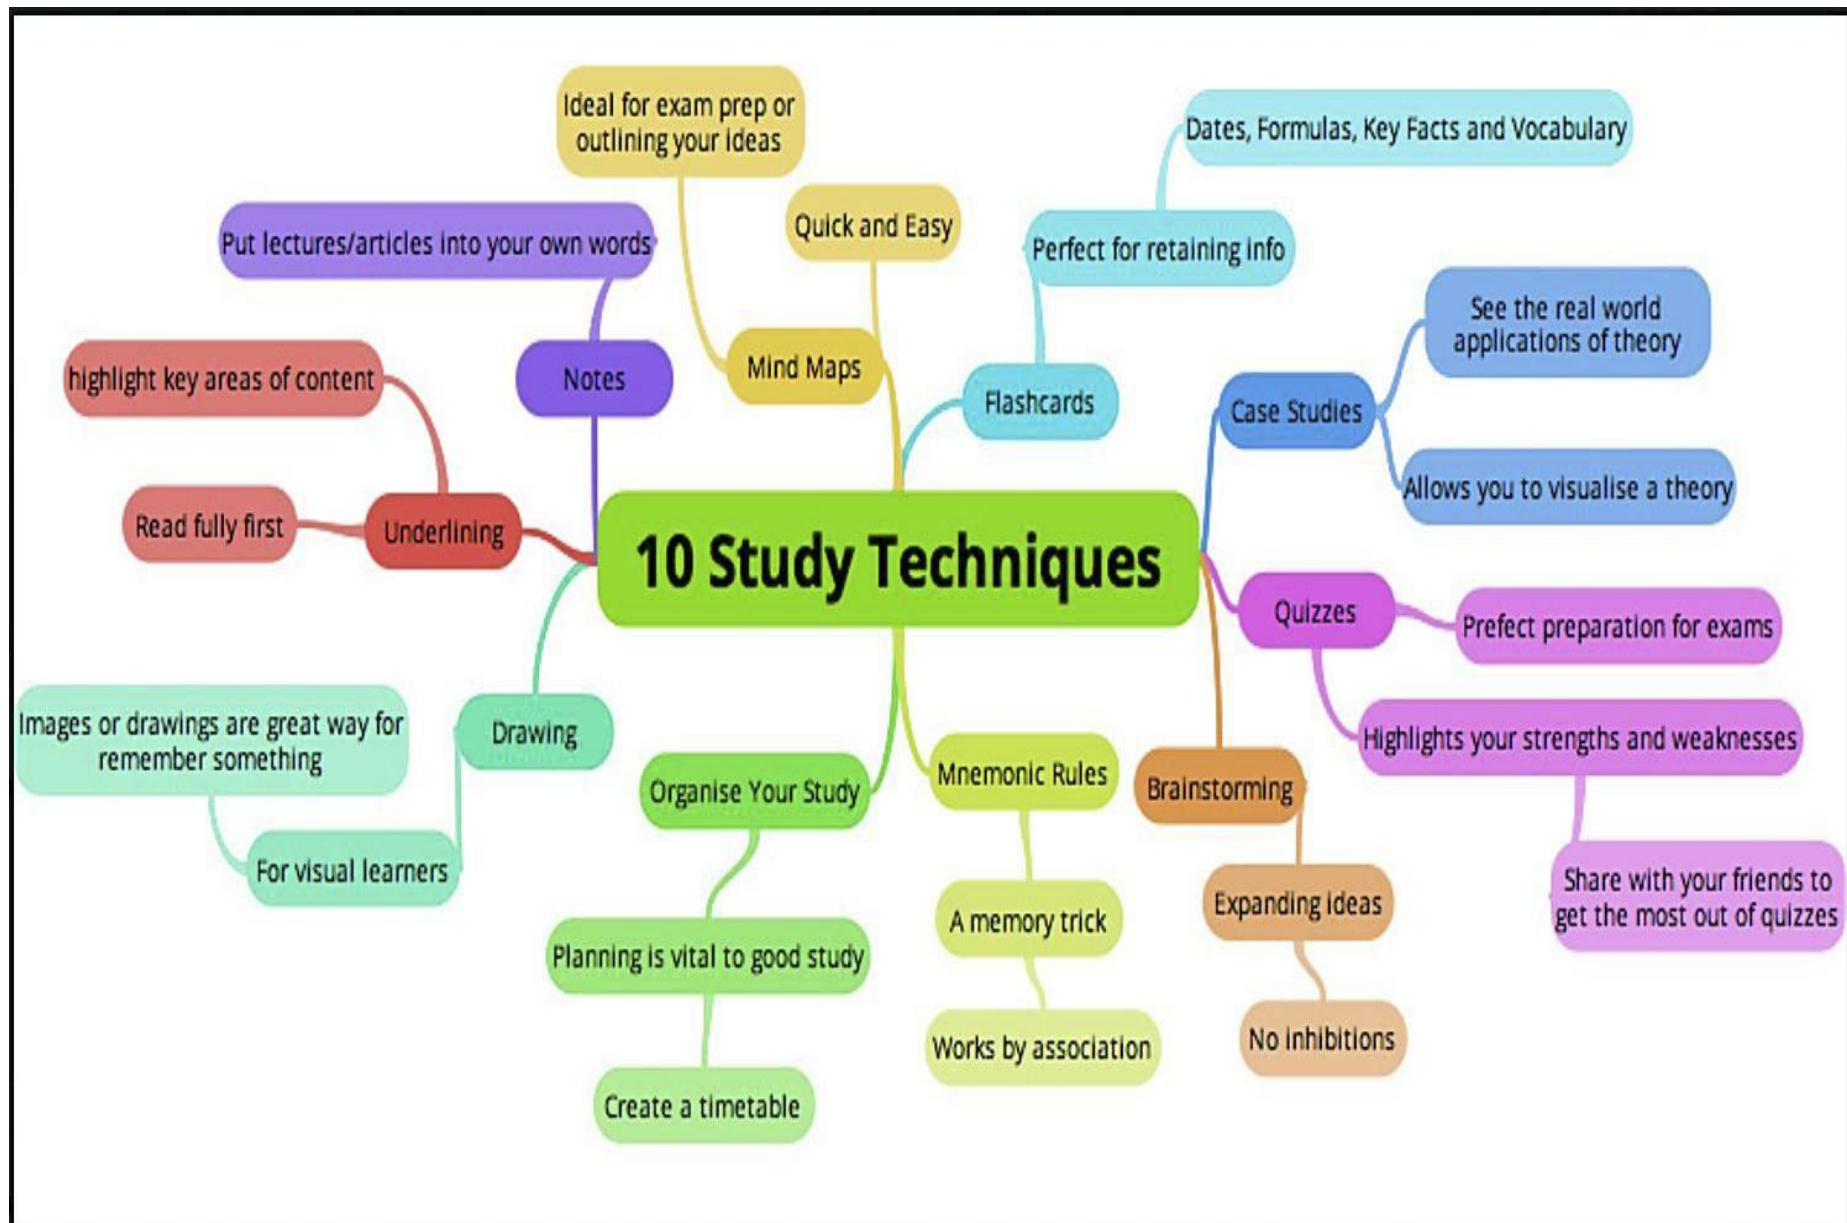 Ideal for exam prep or
outlining your ideas
Dates, Formulas, Key Facts and Vocabulary
Quick and Easy
Put lectures/articles into your own words
Perfect for retaining info
See the real world
applications of theory
highlight key areas of content
Notes
Mind Maps
Flashcards
Case Studies
Allows you to visualise a theory
Read fully first
Underlining
10 Study Techniques
Quizzes
Prefect preparation for exams
Images or drawings are great way for
remember something
Drawing
Highlights your strengths and weaknesses
Organise Your Study
Mnemonic Rules
Brainstorming
For visual learners
Share with your friends to
get the most out of quizzes
Expanding ideas
A memory trick
Planning is vital to good study
No inhibitions
Works by association
Create a timetable